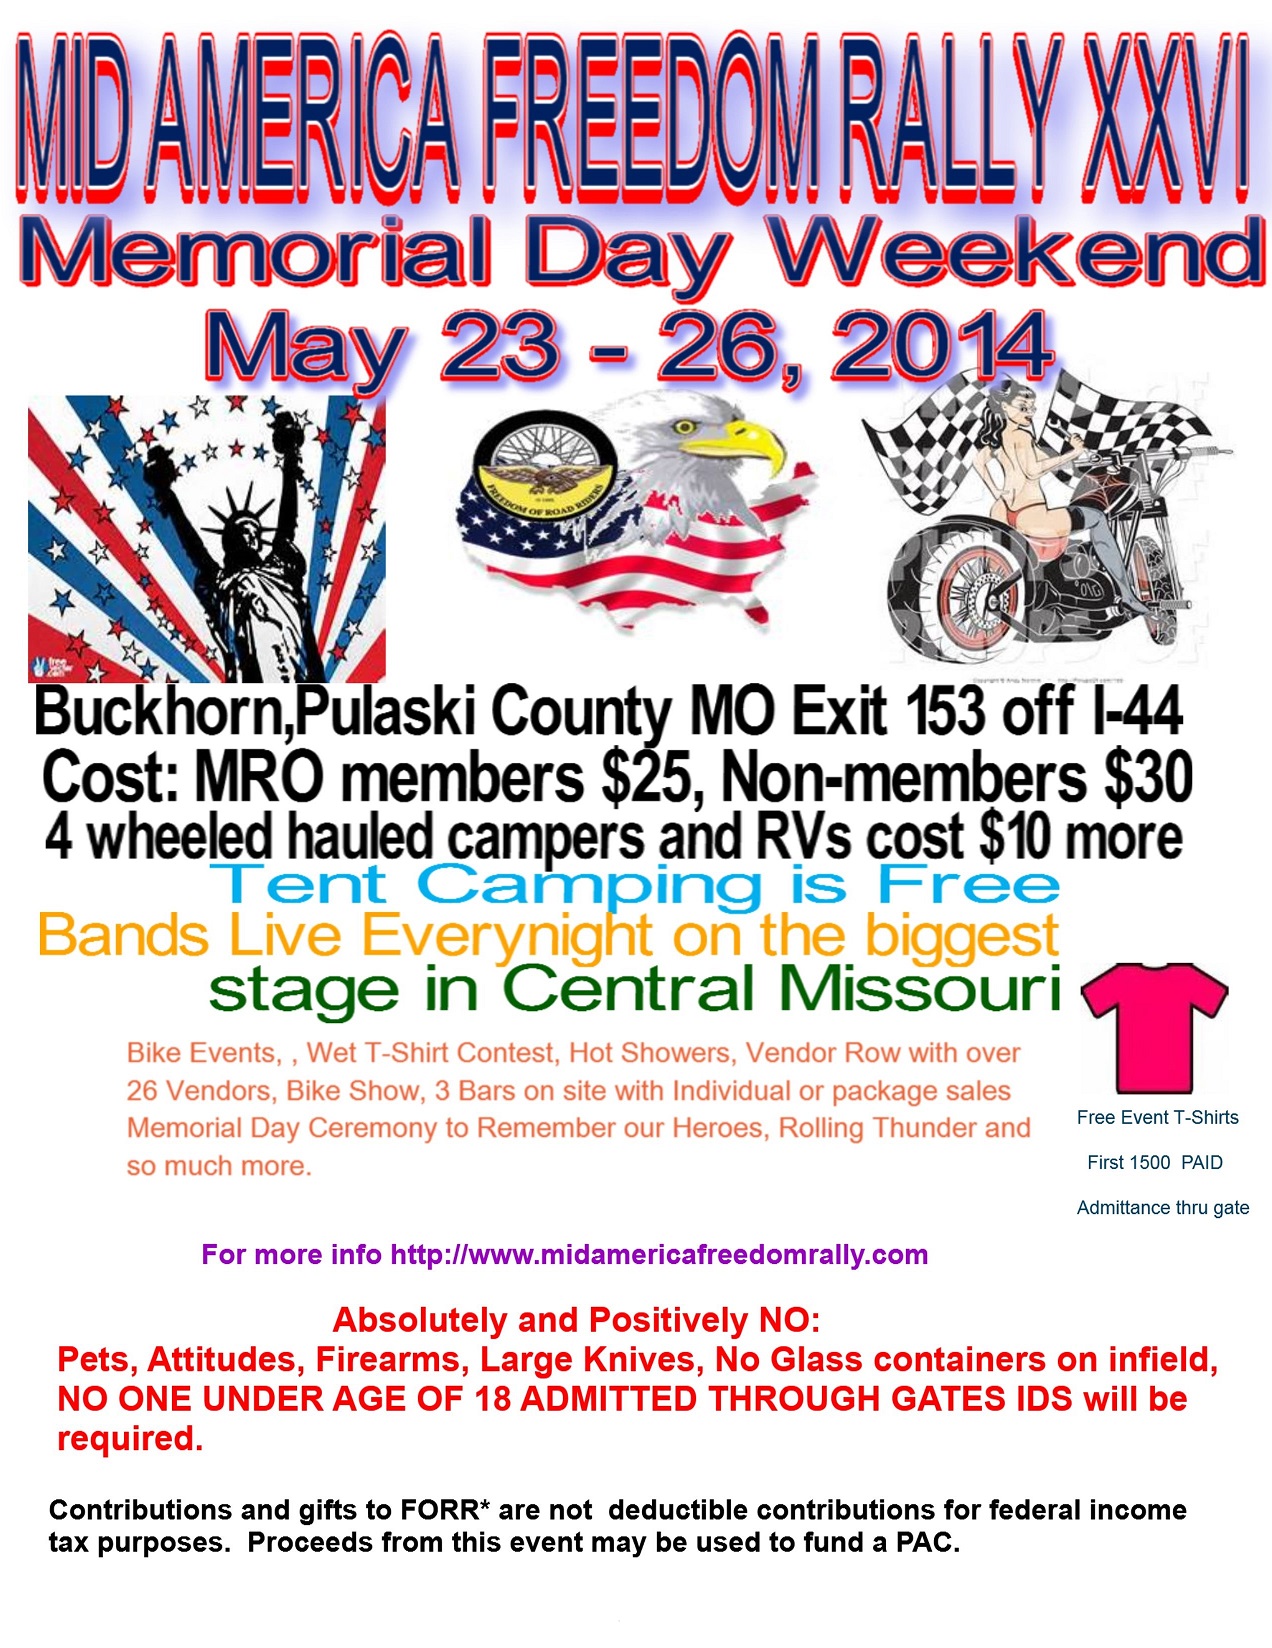 MID AMERICA FREEDOM RALLY XXVI
Memorial Day Weekend
May 23 - 26, 2014
FREEDOM OF ROAD RIDERS
free
vector
.com
PINUPS OF
PINUPS OF
Buckhorn,Pulaski County MO Exit 153 off I-44
Cost: MRO members $25, Non-members $30
4 wheeled hauled campers and RVs cost $10 more
Tent Camping is Free
Bands Live Everynight on the biggest
stage in Central Missouri
Bike Events, , Wet T-Shirt Contest, Hot Showers, Vendor Row with over
26 Vendors, Bike Show, 3 Bars on site with Individual or package sales
Memorial Day Ceremony to Remember our Heroes, Rolling Thunder and
so much more.
Free Event T-Shirts
First 1500 PAID
Admittance thru gate
For more info http://www.midamericafreedomrally.com
Absolutely and Positively NO:
Pets, Attitudes, Firearms, Large Knives, No Glass containers on infield,
NO ONE UNDER AGE OF 18 ADMITTED THROUGH GATES IDS will be
required.
Contributions and gifts to FORR* are not deductible contributions for federal income
tax purposes. Proceeds from this event may be used to fund a PAC.